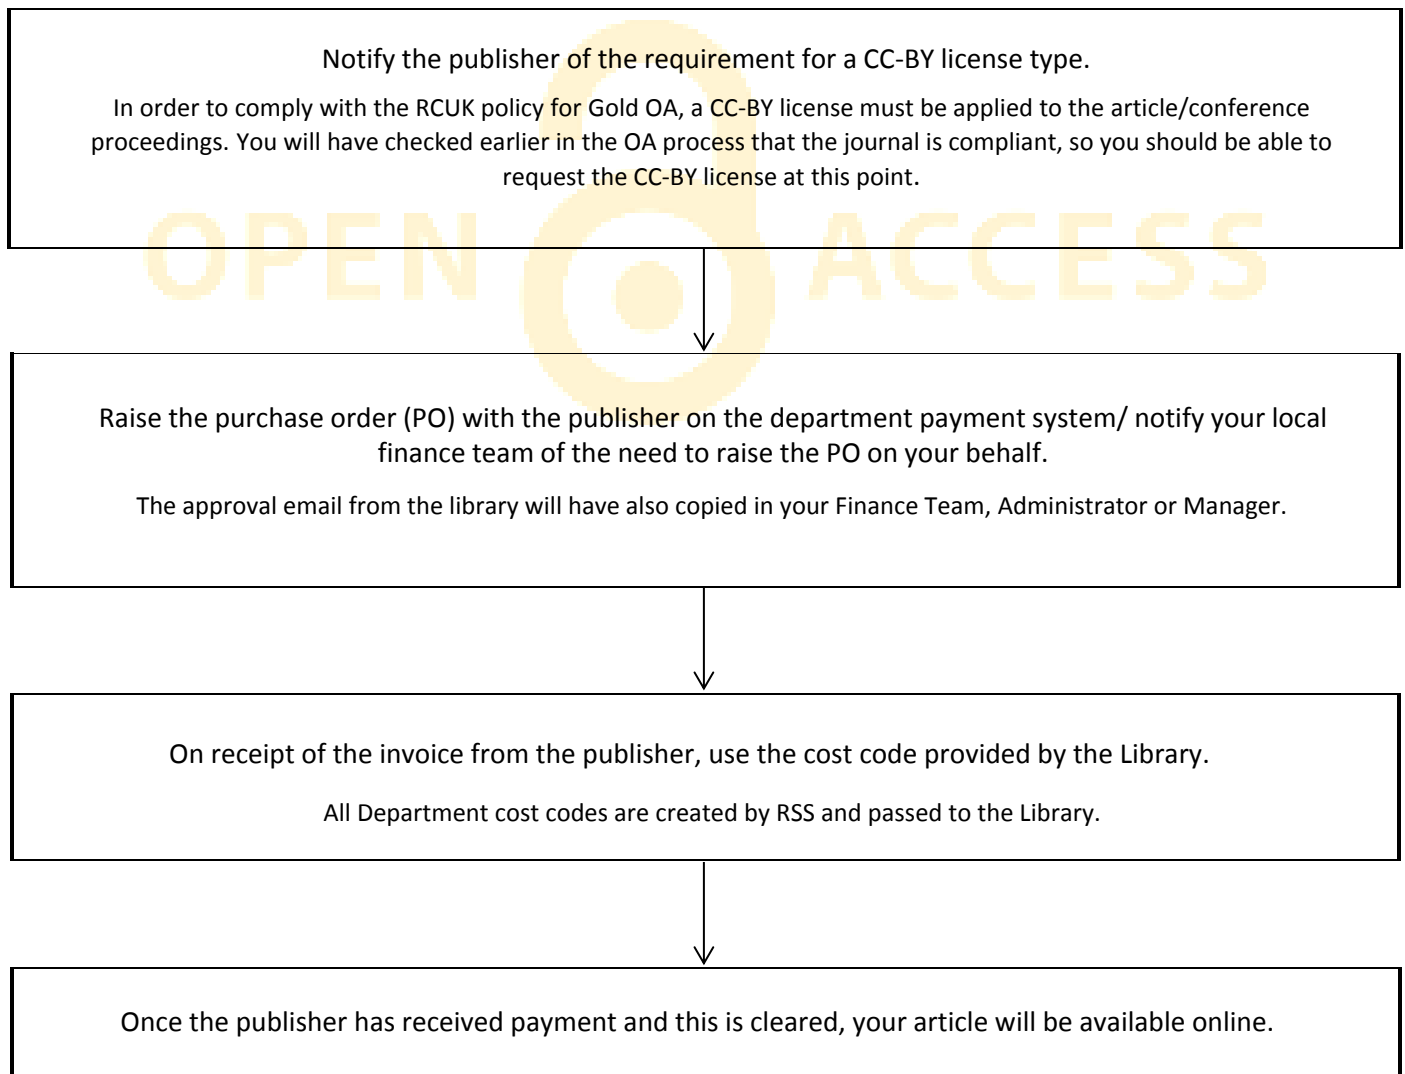 Notify the publisher of the requirement for a CC-BY license type.
In order to comply with the RCUK policy for Gold OA, a CC-BY license must be applied to the article/conference
proceedings. You will have checked earlier in the OA process that the journal is compliant, so you should be able to
request the CC-BY license at this point.
OPEN ACCESS
Raise the purchase order (PO) with the publisher on the department payment system/ notify your local
finance team of the need to raise the PO on your behalf.
The approval email from the library will have also copied in your Finance Team, Administrator or Manager.
On receipt of the invoice from the publisher, use the cost code provided by the Library.
All Department cost codes are created by RSS and passed to the Library.
Once the publisher has received payment and this is cleared, your article will be available online.